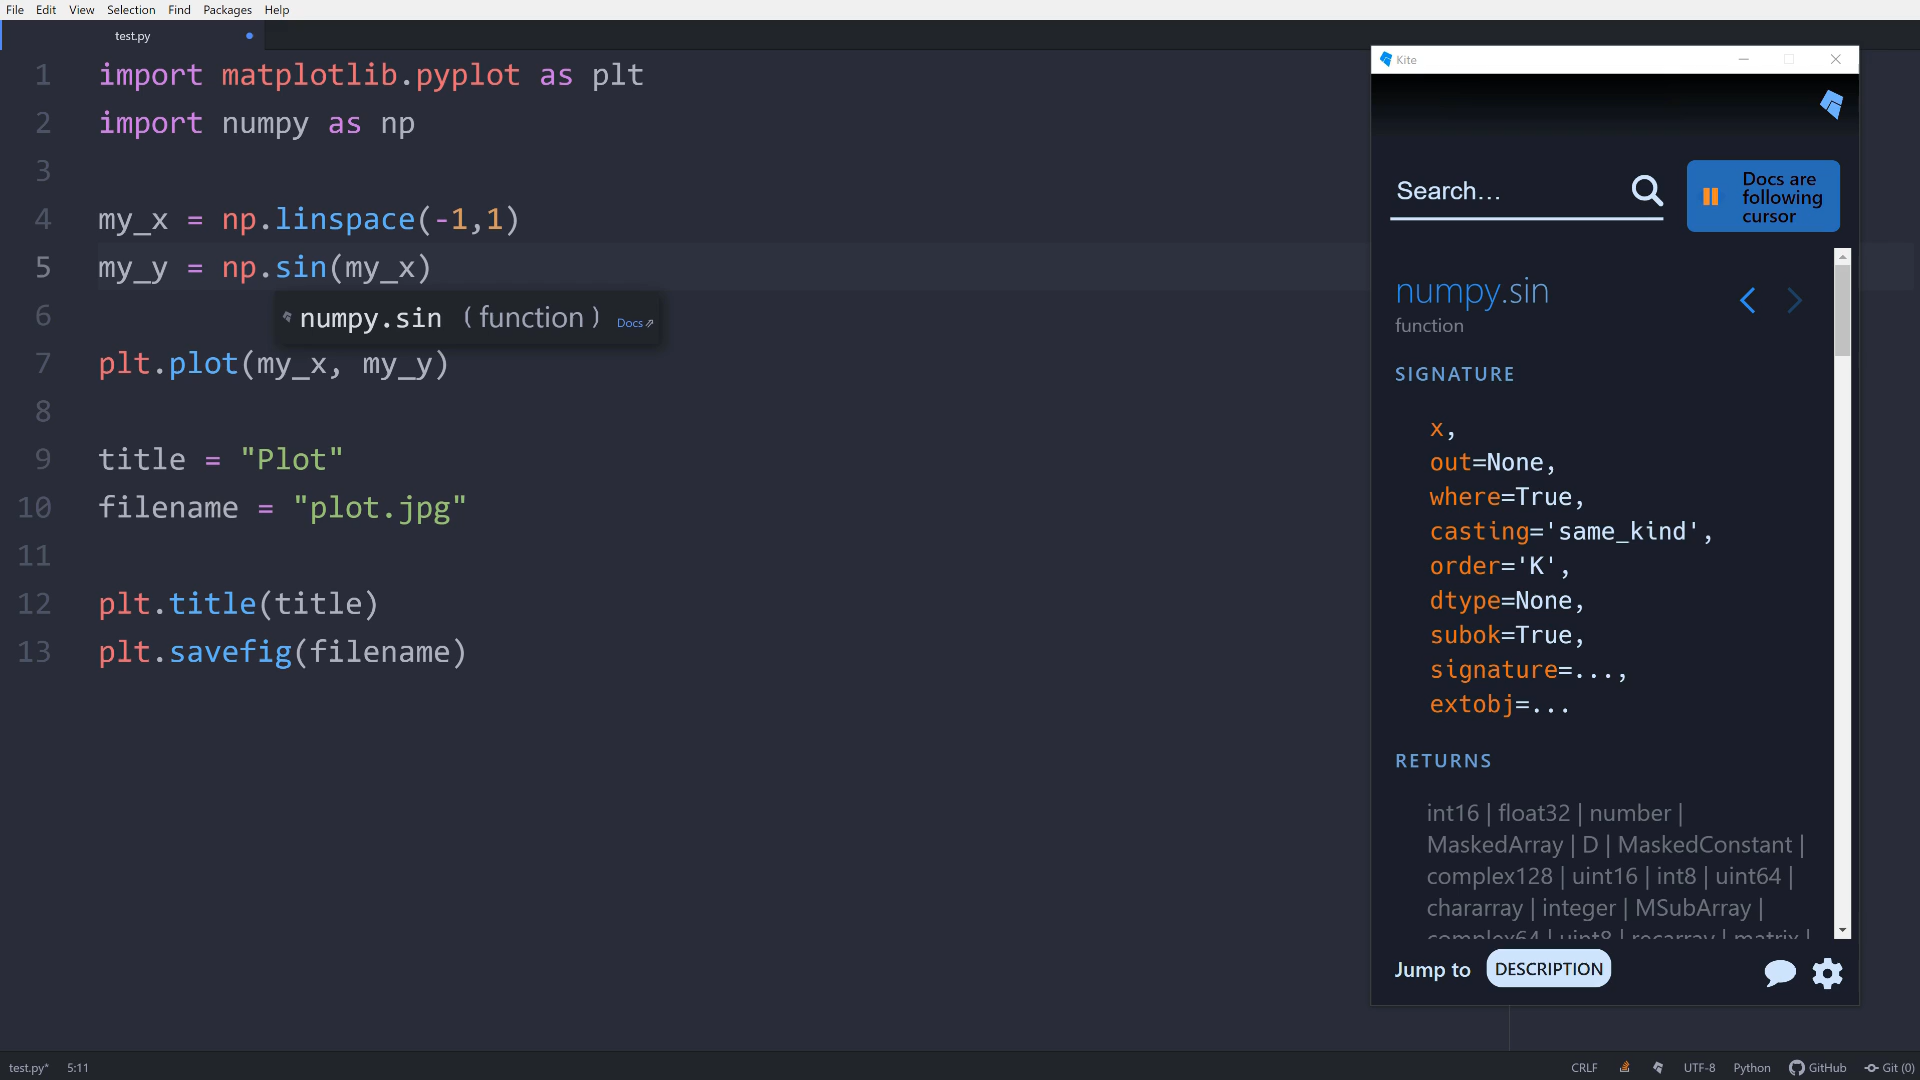 File Edit View Selection Find Packages Help
test.py
1 import matplotlib.pyplot as plt
2 import numpy as np
3
4 my_x = np.linspace(-1,1)
5 my_y = np.sin(my_x)
numpy.sin (function) Docs
6
7 plt.plot(my_x, my_y)
8
9 title = "Plot"
10 filename = "plot.jpg"
11
12 plt.title(title)
13 plt.savefig(filename)
Kite
Search...
Docs are
following
cursor
numpy.sin
function
SIGNATURE
x,
out=None,
where=True,
casting='same_kind',
order='K',
dtype=None,
subok=True,
signature=...,
extobj=...
RETURNS
int16 | float32 | number |
MaskedArray | D | MaskedConstant |
complex128 | uint16 | int8 | uint64 |
chararray | integer | MSubArray |
complex64 | uint8 | recarray | matrix |
Jump to DESCRIPTION
test.py* 5:11 CRLF UTF-8 Python GitHub Git (0)